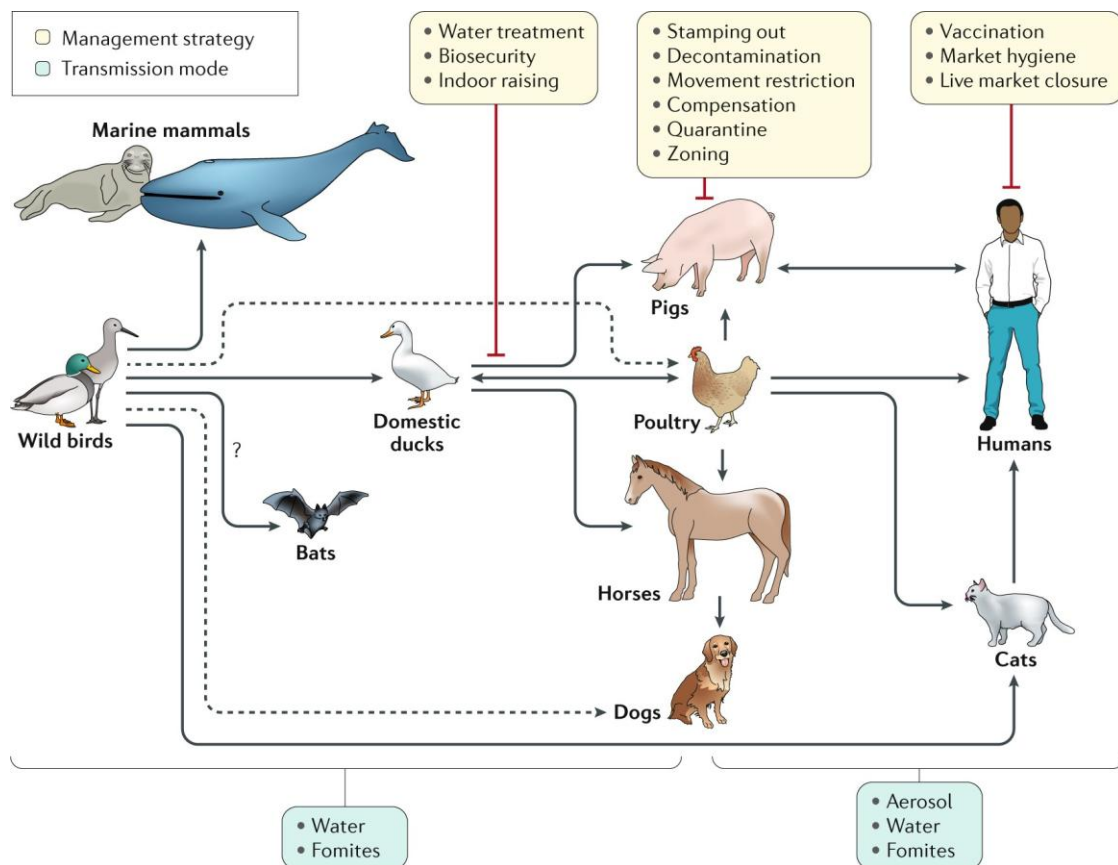 Management strategy
Transmission mode
• Water treatment
• Biosecurity
• Indoor raising
• Stamping out
• Decontamination
• Movement restriction
• Compensation
• Quarantine
• Zoning
• Vaccination
• Market hygiene
• Live market closure
Marine mammals
Pigs
Wild birds
Domestic
ducks
Poultry
Humans
?
Bats
Horses
Cats
Dogs
• Water
• Fomites
• Aerosol
• Water
• Fomites